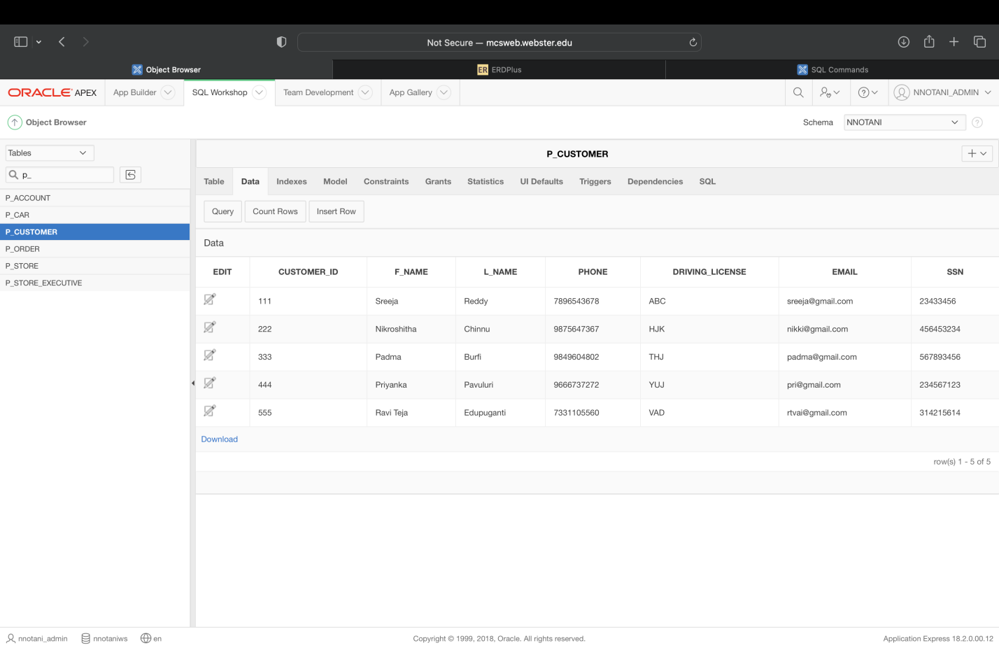 Not Secure — mcsweb.webster.edu
Object Browser
ER ERDPlus
SQL Commands
ORACLE APEX App Builder SQL Workshop Team Development App Gallery NNOTANI_ADMIN
Object Browser
Schema NNOTANI
Tables
p_
P_ACCOUNT
P_CAR
P_CUSTOMER
P_ORDER
P_STORE
P_STORE_EXECUTIVE
P_CUSTOMER
Table Data Indexes Model Constraints Grants Statistics UI Defaults Triggers Dependencies SQL
Query Count Rows Insert Row
Data
EDIT CUSTOMER_ID F_NAME L_NAME PHONE DRIVING_LICENSE EMAIL SSN
111 Sreeja Reddy 7896543678 ABC sreeja@gmail.com 23433456
222 Nikroshitha Chinnu 9875647367 HJK nikki@gmail.com 456453234
333 Padma Burfi 9849604802 THJ padma@gmail.com 567893456
444 Priyanka Pavuluri 9666737272 YUJ pri@gmail.com 234567123
555 Ravi Teja Edupuganti 7331105560 VAD rtvai@gmail.com 314215614
Download
row(s) 1 - 5 of 5
nnotani_admin nnotaniws en
Copyright © 1999, 2018, Oracle. All rights reserved.
Application Express 18.2.0.00.12